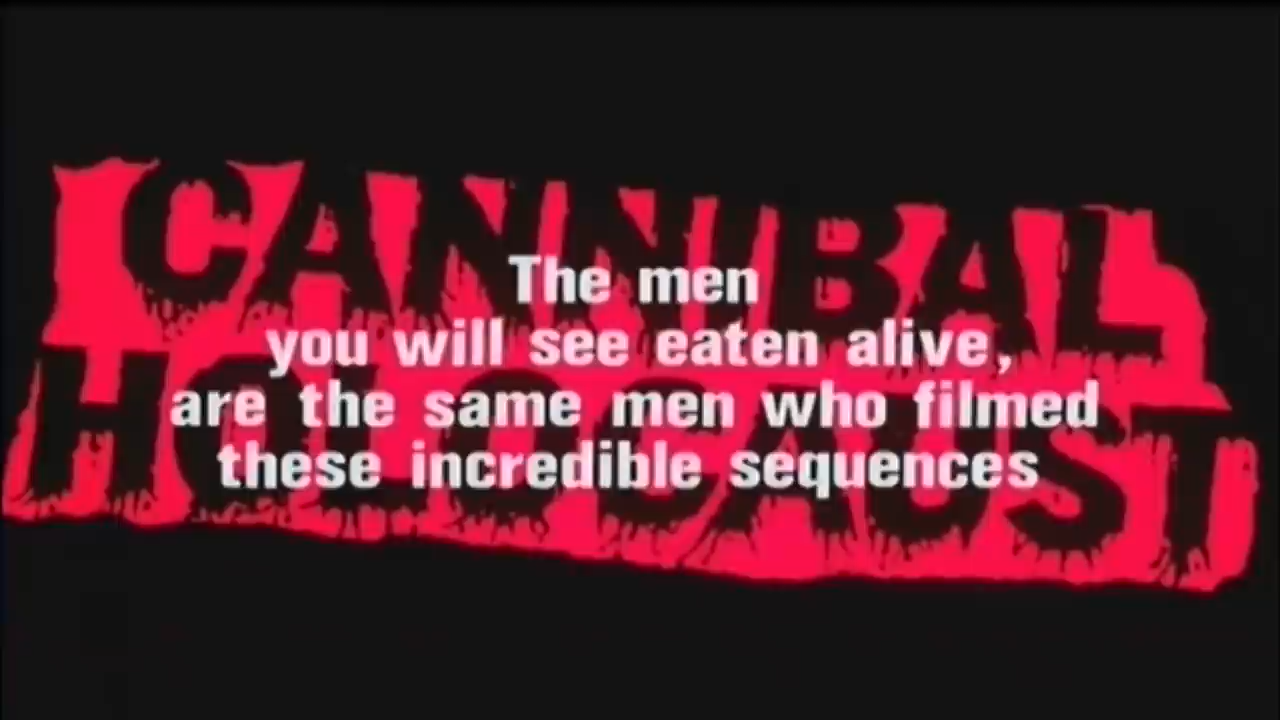 CANNIBAL
HOLOCAUST
The men
you will see eaten alive,
are the same men who filmed
these incredible sequences